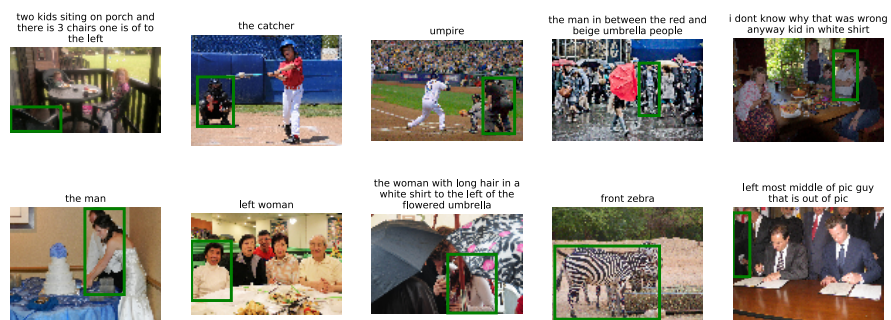 two kids siting on porch and
there is 3 chairs one is of to
the left
the catcher
umpire
the man in between the red and
beige umbrella people
i dont know why that was wrong
anyway kid in white shirt
the man
left woman
the woman with long hair in a
white shirt to the left of the
flowered umbrella
front zebra
left most middle of pic guy
that is out of pic